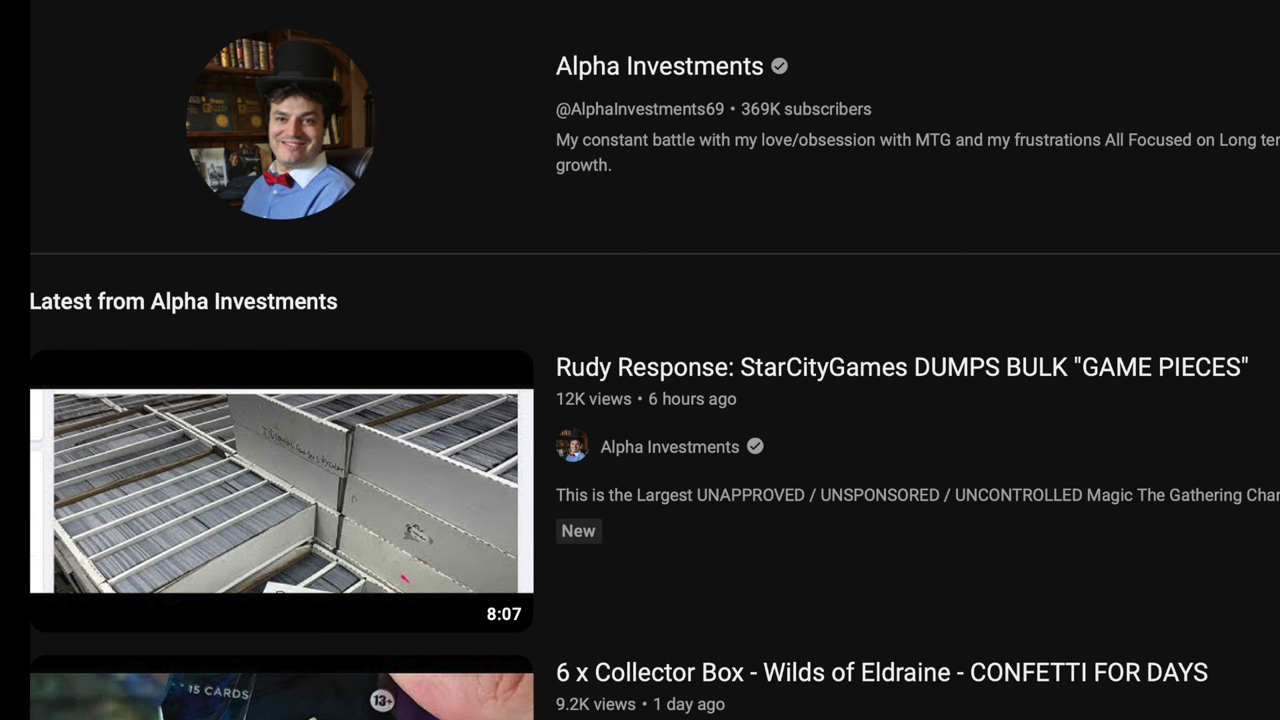 Alpha Investments
@AlphaInvestments69 • 369K subscribers
My constant battle with my love/obsession with MTG and my frustrations All Focused on Long
growth.
Latest from Alpha Investments
Rudy Response: StarCityGames DUMPS BULK "GAME PIECES"
12K views • 6 hours ago
Alpha Investments
This is the Largest UNAPPROVED / UNSPONSORED / UNCONTROLLED Magic The Gathering
New
8:07
6 x Collector Box - Wilds of Eldraine - CONFETTI FOR DAYS
9.2K views • 1 day ago
15 CARDS
13+